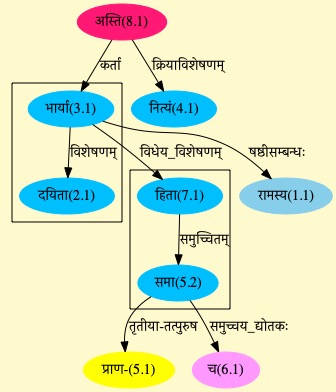 अस्ति(8.1)
कर्ता क्रियाविशेषणम्
भार्या(3.1) नित्यं(4.1)
विशेषणम् विधेय_विशेषणम् षष्ठीसम्बन्धः
दयिता(2.1) हिता(7.1) रामस्य(1.1)
समुच्चितम्
समा(5.2)
तृतीया-तत्पुरुष समुच्चय_द्योतकः
प्राण-(5.1) च(6.1)